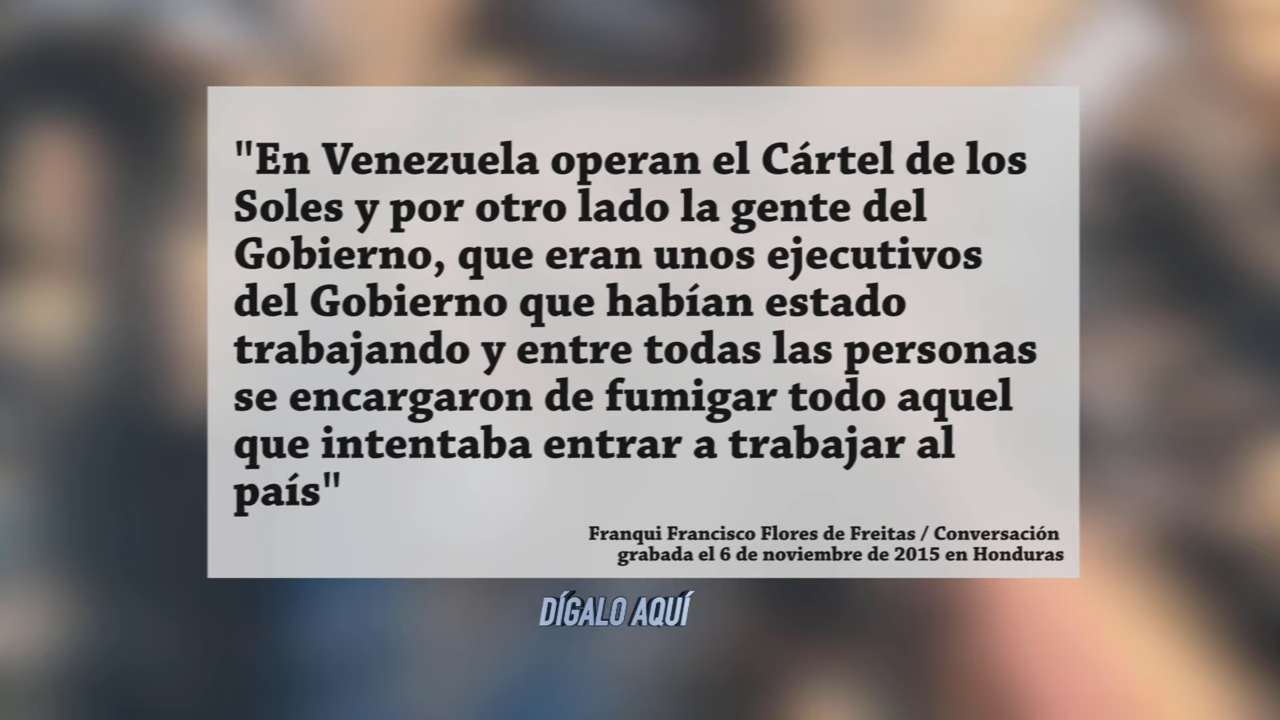 "En Venezuela operan el Cártel de los
Soles y por otro lado la gente del
Gobierno, que eran unos ejecutivos
del Gobierno que habían estado
trabajando y entre todas las personas
se encargaron de fumigar todo aquel
que intentaba entrar a trabajar al
país"
Franqui Francisco Flores de Freitas / Conversación
grabada el 6 de noviembre de 2015 en Honduras
DÍGALO AQUÍ